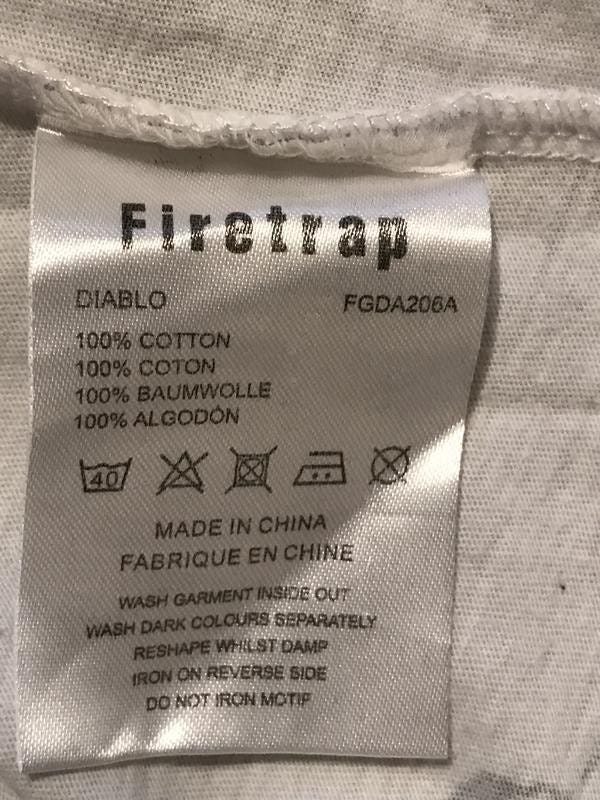 Firetrap
DIABLO FGDA206A
100% COTTON
100% COTON
100% BAUMWOLLE
100% ALGODÓN
40
MADE IN CHINA
FABRIQUE EN CHINE
WASH GARMENT INSIDE OUT
WASH DARK COLOURS SEPARATELY
RESHAPE WHILST DAMP
IRON ON REVERSE SIDE
DO NOT IRON MOTIF